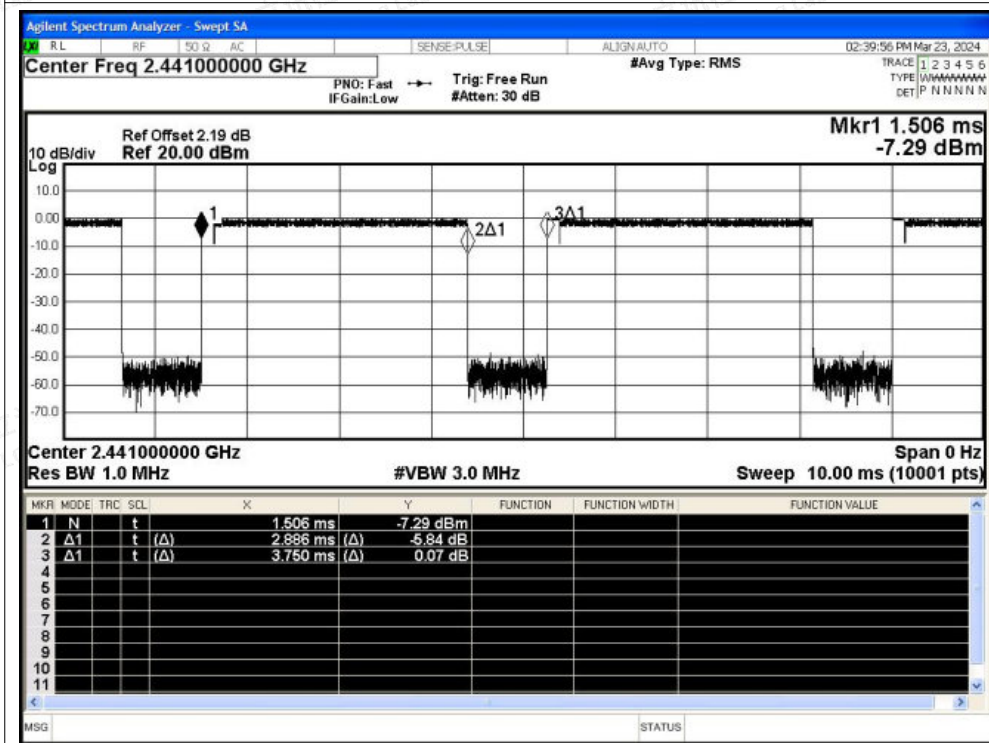 Agilent Spectrum Analyzer - Swept SA
LXI RL RF 50 Ω AC SENSE:PULSE ALIGN AUTO 02:39:56 PM Mar 23, 2024
Center Freq 2.441000000 GHz #Avg Type: RMS TRACE 1 2 3 4 5 6
PNO: Fast Trig: Free Run TYPE WWWWWW
IFGain:Low #Atten: 30 dB DET P N N N N N
Mkr1 1.506 ms
Ref Offset 2.19 dB
10 dB/div Ref 20.00 dBm -7.29 dBm
Log
10.0
0.00
-10.0
-20.0
-30.0
-40.0
-50.0
-60.0
-70.0
1
2Δ1
3Δ1
Center 2.441000000 GHz Span 0 Hz
Res BW 1.0 MHz #VBW 3.0 MHz Sweep 10.00 ms (10001 pts)
MKR MODE TRC SCL X Y FUNCTION FUNCTION WIDTH FUNCTION VALUE
1 N t 1.506 ms -7.29 dBm
2 Δ1 t (Δ) 2.886 ms (Δ) -5.84 dB
3 Δ1 t (Δ) 3.750 ms (Δ) 0.07 dB
4
5
6
7
8
9
10
11
MSG STATUS